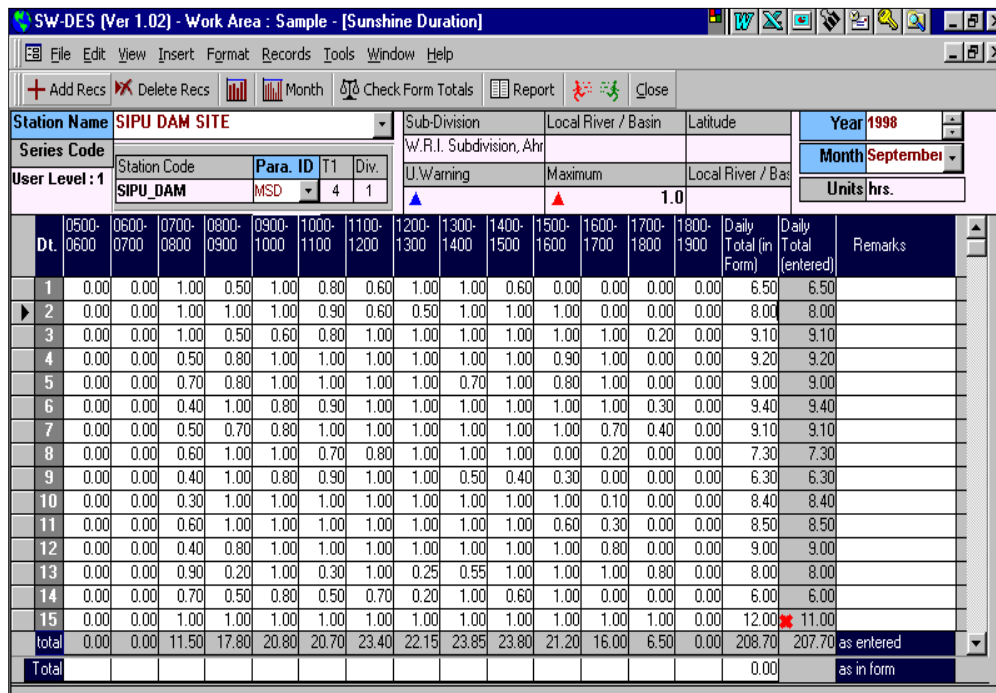 SW-DES (Ver 1.02) - Work Area : Sample - [Sunshine Duration]
File Edit View Insert Format Records Tools Window Help
Add Recs Delete Recs Month Check Form Totals Report Close
Station Name SIPU DAM SITE Sub-Division Local River / Basin Latitude Year 1998
Series Code W.R.I. Subdivision, Ahr Month September
User Level : 1 Station Code Para. ID T1 Div. U.Warning Maximum Local River / Bas
SIPU_DAM MSD 4 1 1.0 Units hrs.
Dt. 0500-0600 0600-0700 0700-0800 0800-0900 0900-1000 1000-1100 1100-1200 1200-1300 1300-1400 1400-1500 1500-1600 1600-1700 1700-1800 1800-1900 Daily Total (in Form) Daily Total (entered) Remarks
1 0.00 0.00 1.00 0.50 1.00 0.80 0.60 1.00 1.00 0.60 0.00 0.00 0.00 0.00 6.50 6.50
2 0.00 0.00 1.00 1.00 1.00 0.90 0.60 0.50 1.00 1.00 1.00 0.00 0.00 0.00 8.00 8.00
3 0.00 0.00 1.00 0.50 0.60 0.80 1.00 1.00 1.00 1.00 1.00 1.00 0.20 0.00 9.10 9.10
4 0.00 0.00 0.50 0.80 1.00 1.00 1.00 1.00 1.00 1.00 0.90 1.00 0.00 0.00 9.20 9.20
5 0.00 0.00 0.70 0.80 1.00 1.00 1.00 1.00 0.70 1.00 0.80 1.00 0.00 0.00 9.00 9.00
6 0.00 0.00 0.40 1.00 0.80 0.90 1.00 1.00 1.00 1.00 1.00 1.00 0.30 0.00 9.40 9.40
7 0.00 0.00 0.50 0.70 0.80 1.00 1.00 1.00 1.00 1.00 1.00 0.70 0.40 0.00 9.10 9.10
8 0.00 0.00 0.60 1.00 1.00 0.70 0.80 1.00 1.00 1.00 0.00 0.20 0.00 0.00 7.30 7.30
9 0.00 0.00 0.40 1.00 0.80 0.90 1.00 1.00 0.50 0.40 0.30 0.00 0.00 0.00 6.30 6.30
10 0.00 0.00 0.30 1.00 1.00 1.00 1.00 1.00 1.00 1.00 1.00 0.10 0.00 0.00 8.40 8.40
11 0.00 0.00 0.60 1.00 1.00 1.00 1.00 1.00 1.00 1.00 0.60 0.30 0.00 0.00 8.50 8.50
12 0.00 0.00 0.40 0.80 1.00 1.00 1.00 1.00 1.00 1.00 1.00 0.80 0.00 0.00 9.00 9.00
13 0.00 0.00 0.90 0.20 1.00 0.30 1.00 0.25 0.55 1.00 1.00 1.00 0.80 0.00 8.00 8.00
14 0.00 0.00 0.70 0.50 0.80 0.50 0.70 0.20 1.00 0.60 1.00 0.00 0.00 0.00 6.00 6.00
15 0.00 0.00 1.00 1.00 1.00 1.00 1.00 1.00 1.00 1.00 1.00 1.00 1.00 0.00 12.00 11.00
total 0.00 0.00 11.50 17.80 20.80 20.70 23.40 22.15 23.85 23.80 21.20 16.00 6.50 0.00 208.70 207.70 as entered
Total 0.00 as in form